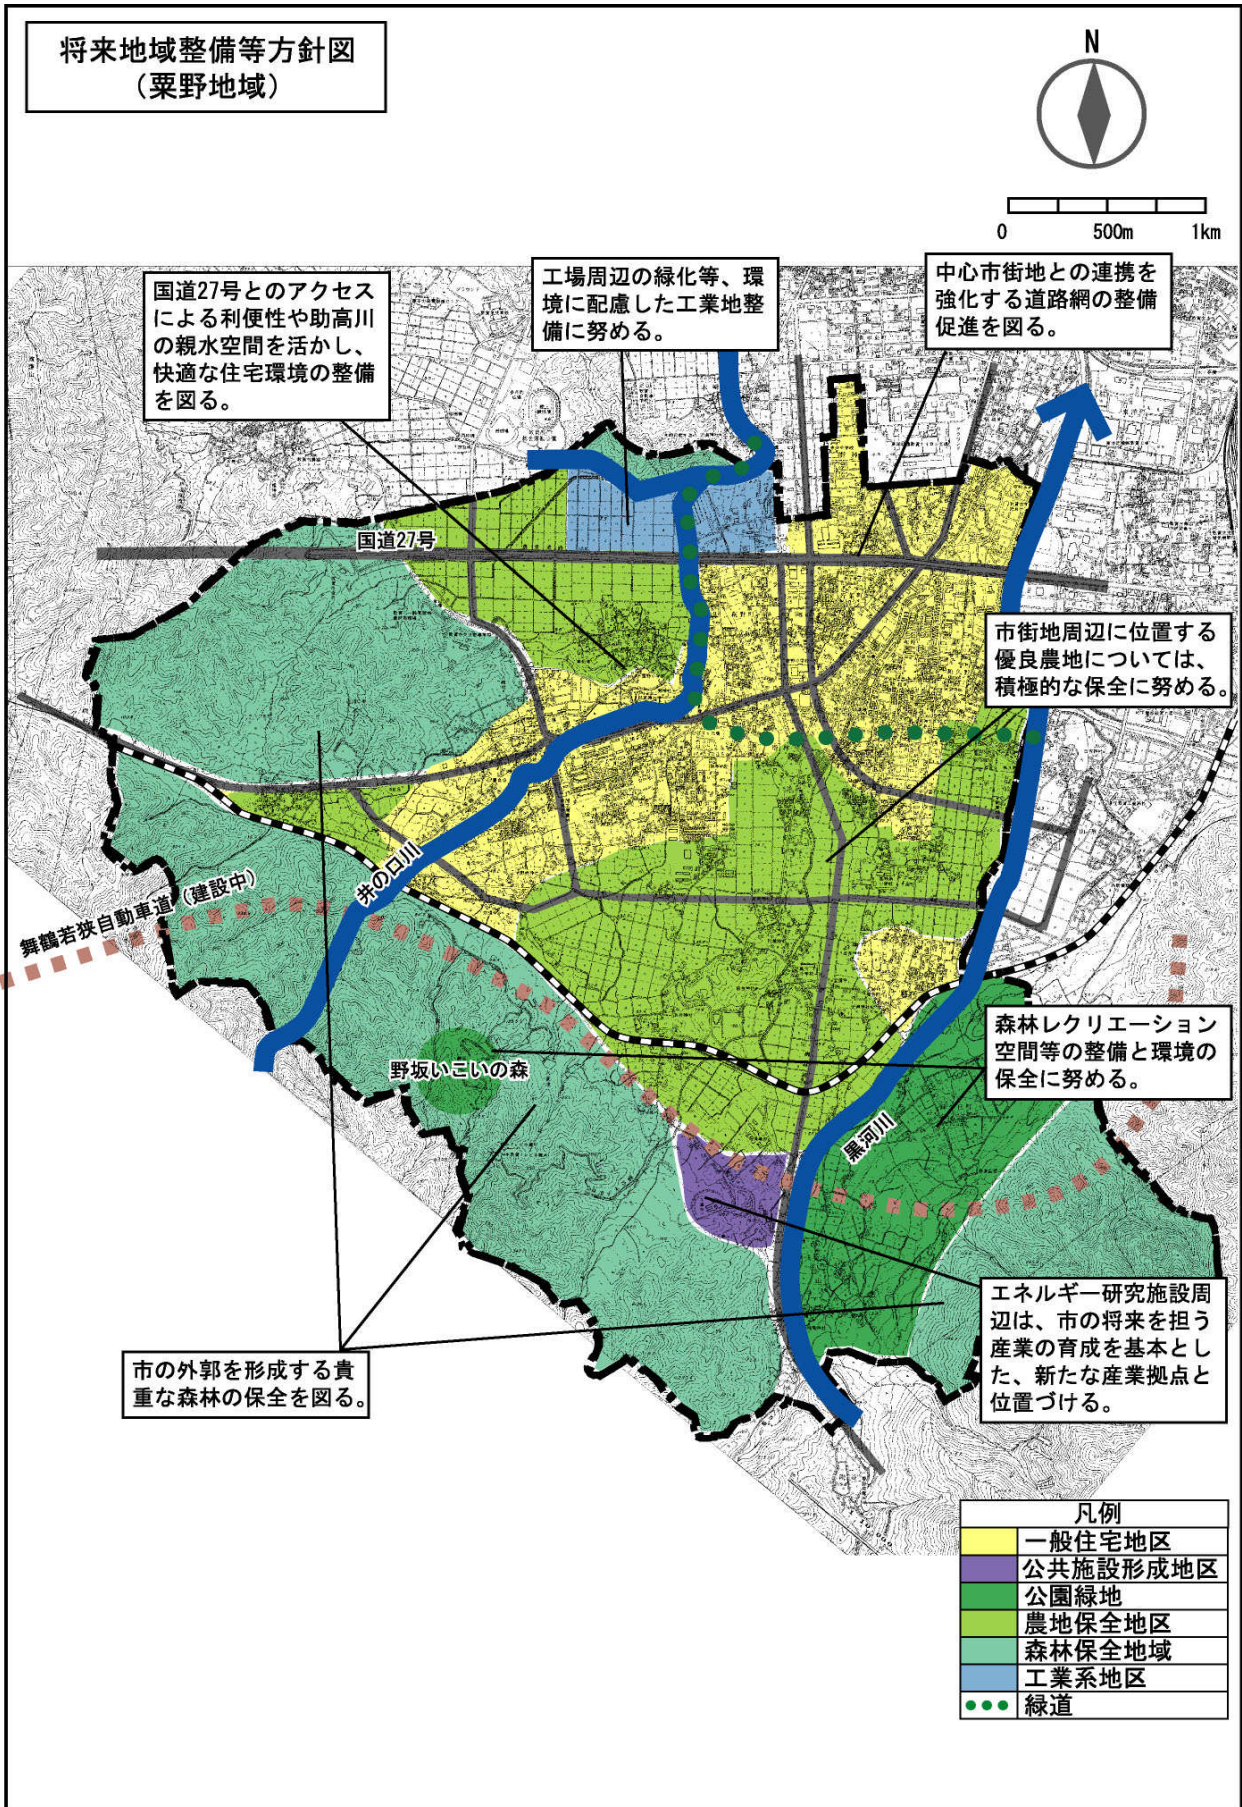 将来地域整備等方針図
(粟野地域)
N
0 500m 1km
国道27号とのアクセス
による利便性や助高川
の親水空間を活かし、
快適な住宅環境の整備
を図る。
工場周辺の緑化等、環
境に配慮した工業地整
備に努める。
中心市街地との連携を
強化する道路網の整備
促進を図る。
国道27号
市街地周辺に位置する
優良農地については、
積極的な保全に努める。
井の口川
舞鶴若狭自動車道(建設中)
野坂いこいの森
森林レクリエーション
空間等の整備と環境の
保全に努める。
黒河川
エネルギー研究施設周
辺は、市の将来を担う
産業の育成を基本とし
た、新たな産業拠点と
位置づける。
市の外郭を形成する貴
重な森林の保全を図る。
凡例
一般住宅地区
公共施設形成地区
公園緑地
農地保全地区
森林保全地域
工業系地区
緑道